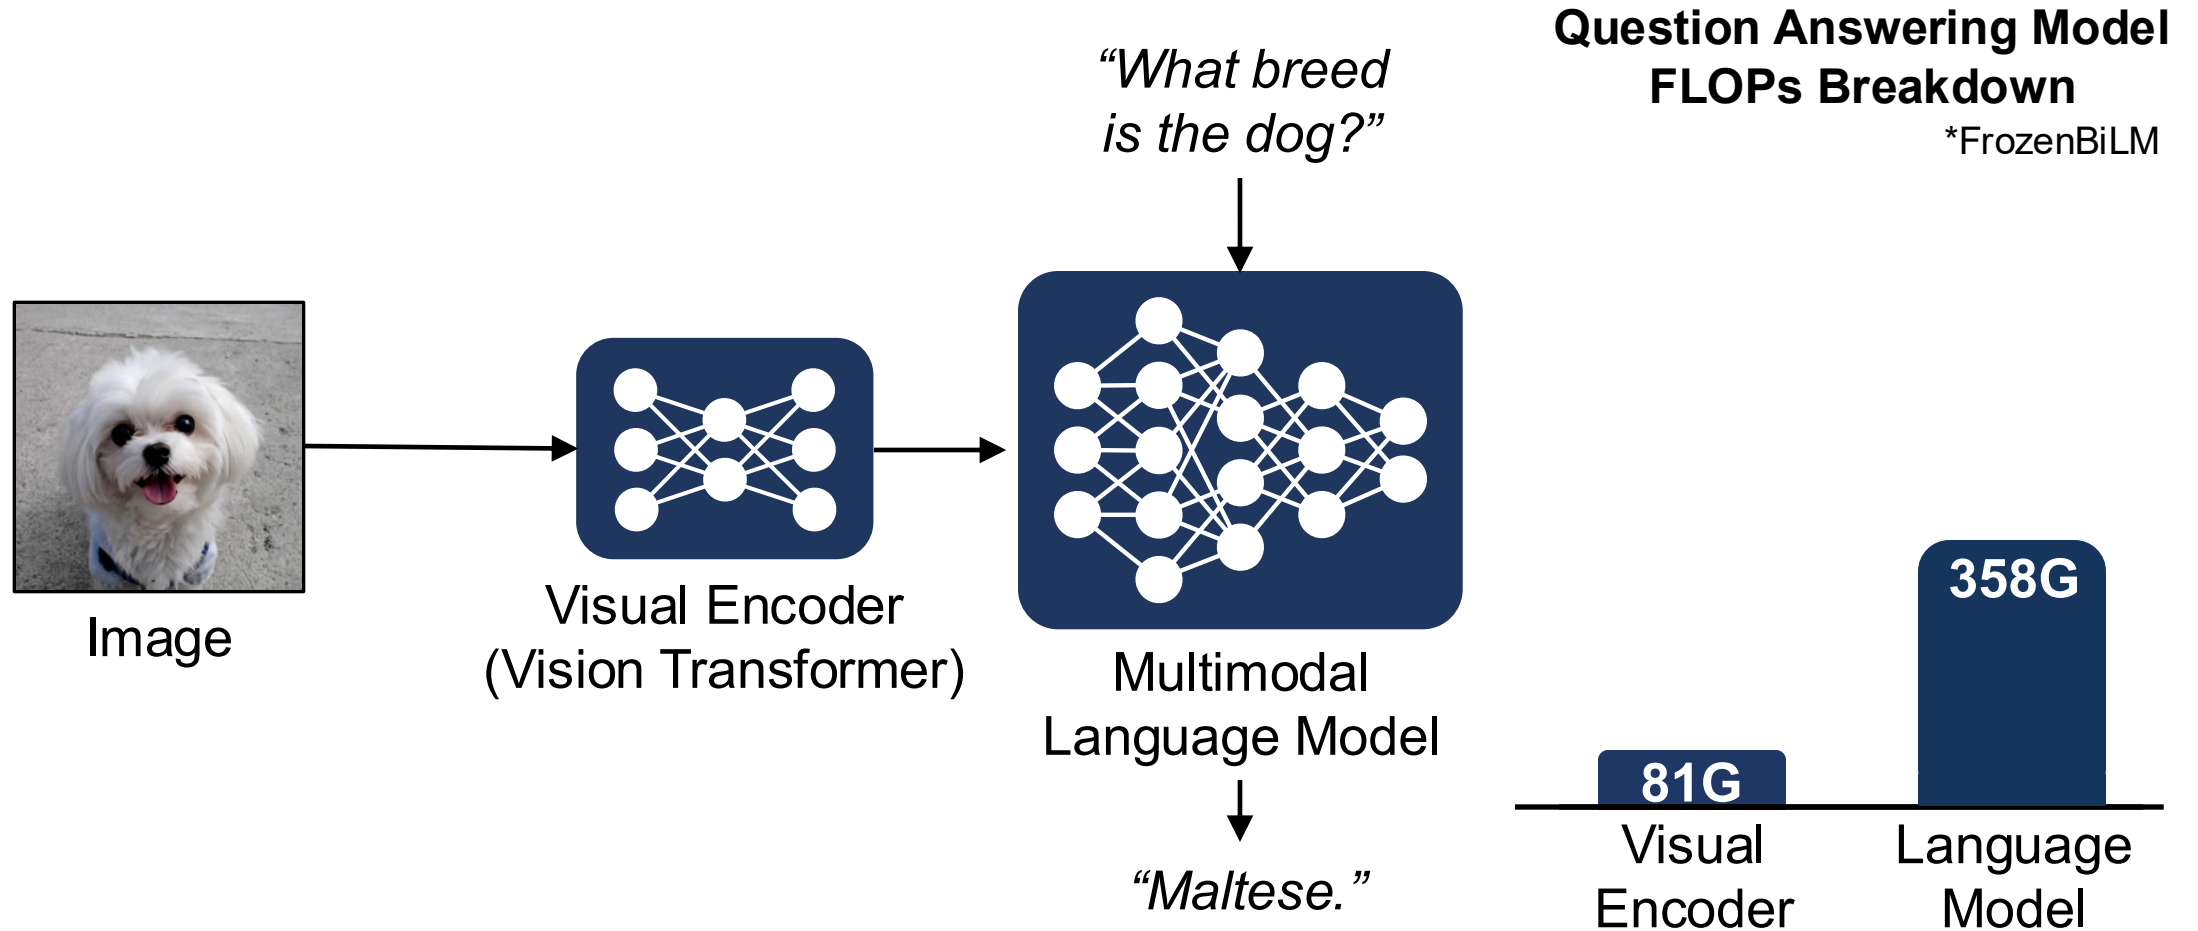 Question Answering Model
FLOPs Breakdown
*FrozenBiLM
“What breed
is the dog?”
Image
Visual Encoder
(Vision Transformer)
Multimodal
Language Model
“Maltese.”
81G
358G
Visual
Encoder
Language
Model